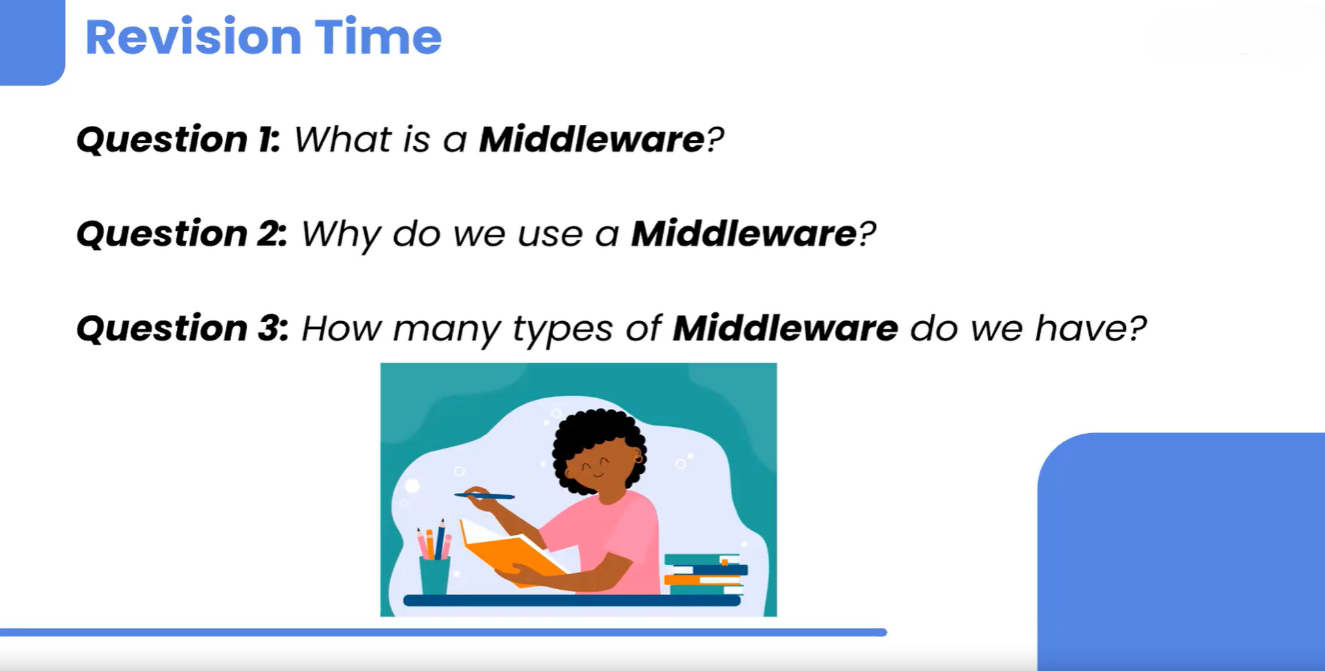 Revision Time
Question 1: What is a Middleware?
Question 2: Why do we use a Middleware?
Question 3: How many types of Middleware do we have?